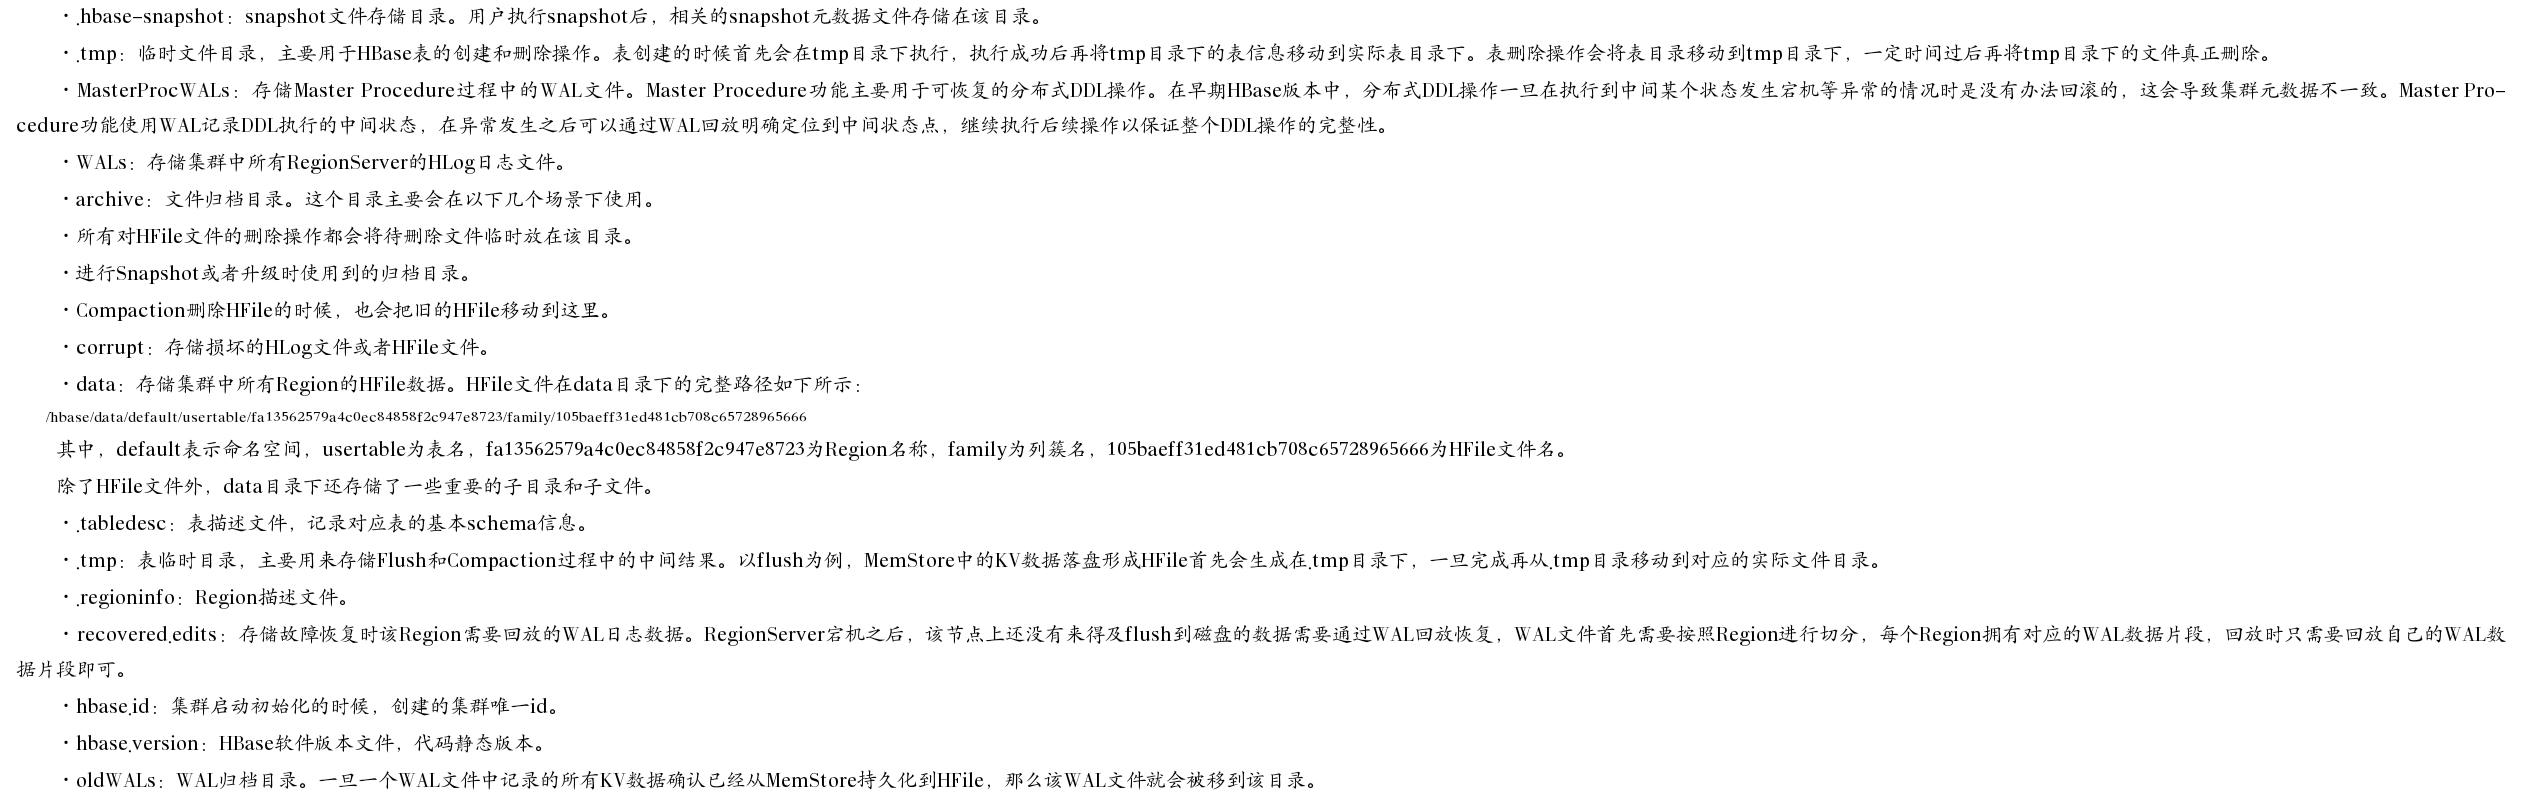 · .hbase-snapshot：snapshot文件存储目录。用户执行snapshot后，相关的snapshot元数据文件存储在该目录。
· .tmp：临时文件目录，主要用于HBase表的创建和删除操作。表创建的时候首先会在tmp目录下执行，执行成功后再将tmp目录下的表信息移动到实际表目录下。表删除操作会将表目录移动到tmp目录下，一定时间过后再将tmp目录下的文件真正删除。
· MasterProcWALs：存储Master Procedure过程中的WAL文件。Master Procedure功能主要用于可恢复的分布式DDL操作。在早期HBase版本中，分布式DDL操作一旦在执行到中间某个状态发生宕机等异常的情况时是没有办法回滚的，这会导致集群元数据不一致。Master Pro-
cedure功能使用WAL记录DDL执行的中间状态，在异常发生之后可以通过WAL回放明确定位到中间状态点，继续执行后续操作以保证整个DDL操作的完整性。
· WALs：存储集群中所有RegionServer的HLog日志文件。
· archive：文件归档目录。这个目录主要会在以下几个场景下使用。
· 所有对HFile文件的删除操作都会将待删除文件临时放在该目录。
· 进行Snapshot或者升级时使用到的归档目录。
· Compaction删除HFile的时候，也会把旧的HFile移动到这里。
· corrupt：存储损坏的HLog文件或者HFile文件。
· data：存储集群中所有Region的HFile数据。HFile文件在data目录下的完整路径如下所示：
/hbase/data/default/usertable/fa13562579a4c0ec84858f2c947e8723/family/105baeff31ed481cb708c65728965666
其中，default表示命名空间，usertable为表名，fa13562579a4c0ec84858f2c947e8723为Region名称，family为列簇名，105baeff31ed481cb708c65728965666为HFile文件名。
除了HFile文件外，data目录下还存储了一些重要的子目录和子文件。
· .tabledesc：表描述文件，记录对应表的基本schema信息。
· .tmp：表临时目录，主要用来存储Flush和Compaction过程中的中间结果。以flush为例，MemStore中的KV数据落盘形成HFile首先会生成在.tmp目录下，一旦完成再从.tmp目录移动到对应的实际文件目录。
· .regioninfo：Region描述文件。
· recovered.edits：存储故障恢复时该Region需要回放的WAL日志数据。RegionServer宕机之后，该节点上还没有来得及flush到磁盘的数据需要通过WAL回放恢复，WAL文件首先需要按照Region进行切分，每个Region拥有对应的WAL数据片段，回放时只需要回放自己的WAL数
据片段即可。
· hbase.id：集群启动初始化的时候，创建的集群唯一id。
· hbase.version：HBase软件版本文件，代码静态版本。
· oldWALs：WAL归档目录。一旦一个WAL文件中记录的所有KV数据确认已经从MemStore持久化到HFile，那么该WAL文件就会被移到该目录。